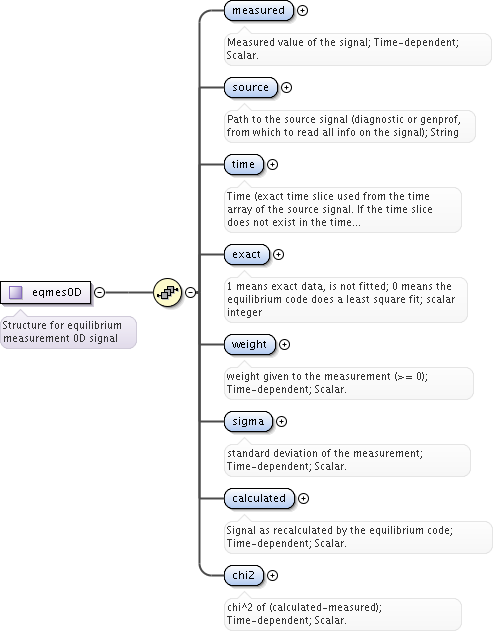 measured
Measured value of the signal; Time-dependent;
Scalar.
source
Path to the source signal (diagnostic or genprof,
from which to read all info on the signal); String
time
Time (exact time slice used from the time
array of the source signal. If the time slice
does not exist in the time...
exact
1 means exact data, is not fitted; 0 means the
equilibrium code does a least square fit; scalar
integer
eqmes0D
Structure for equilibrium
measurement 0D signal
weight
weight given to the measurement (>= 0);
Time-dependent; Scalar.
sigma
standard deviation of the measurement;
Time-dependent; Scalar.
calculated
Signal as recalculated by the equilibrium code;
Time-dependent; Scalar.
chi2
chi^2 of (calculated-measured);
Time-dependent; Scalar.